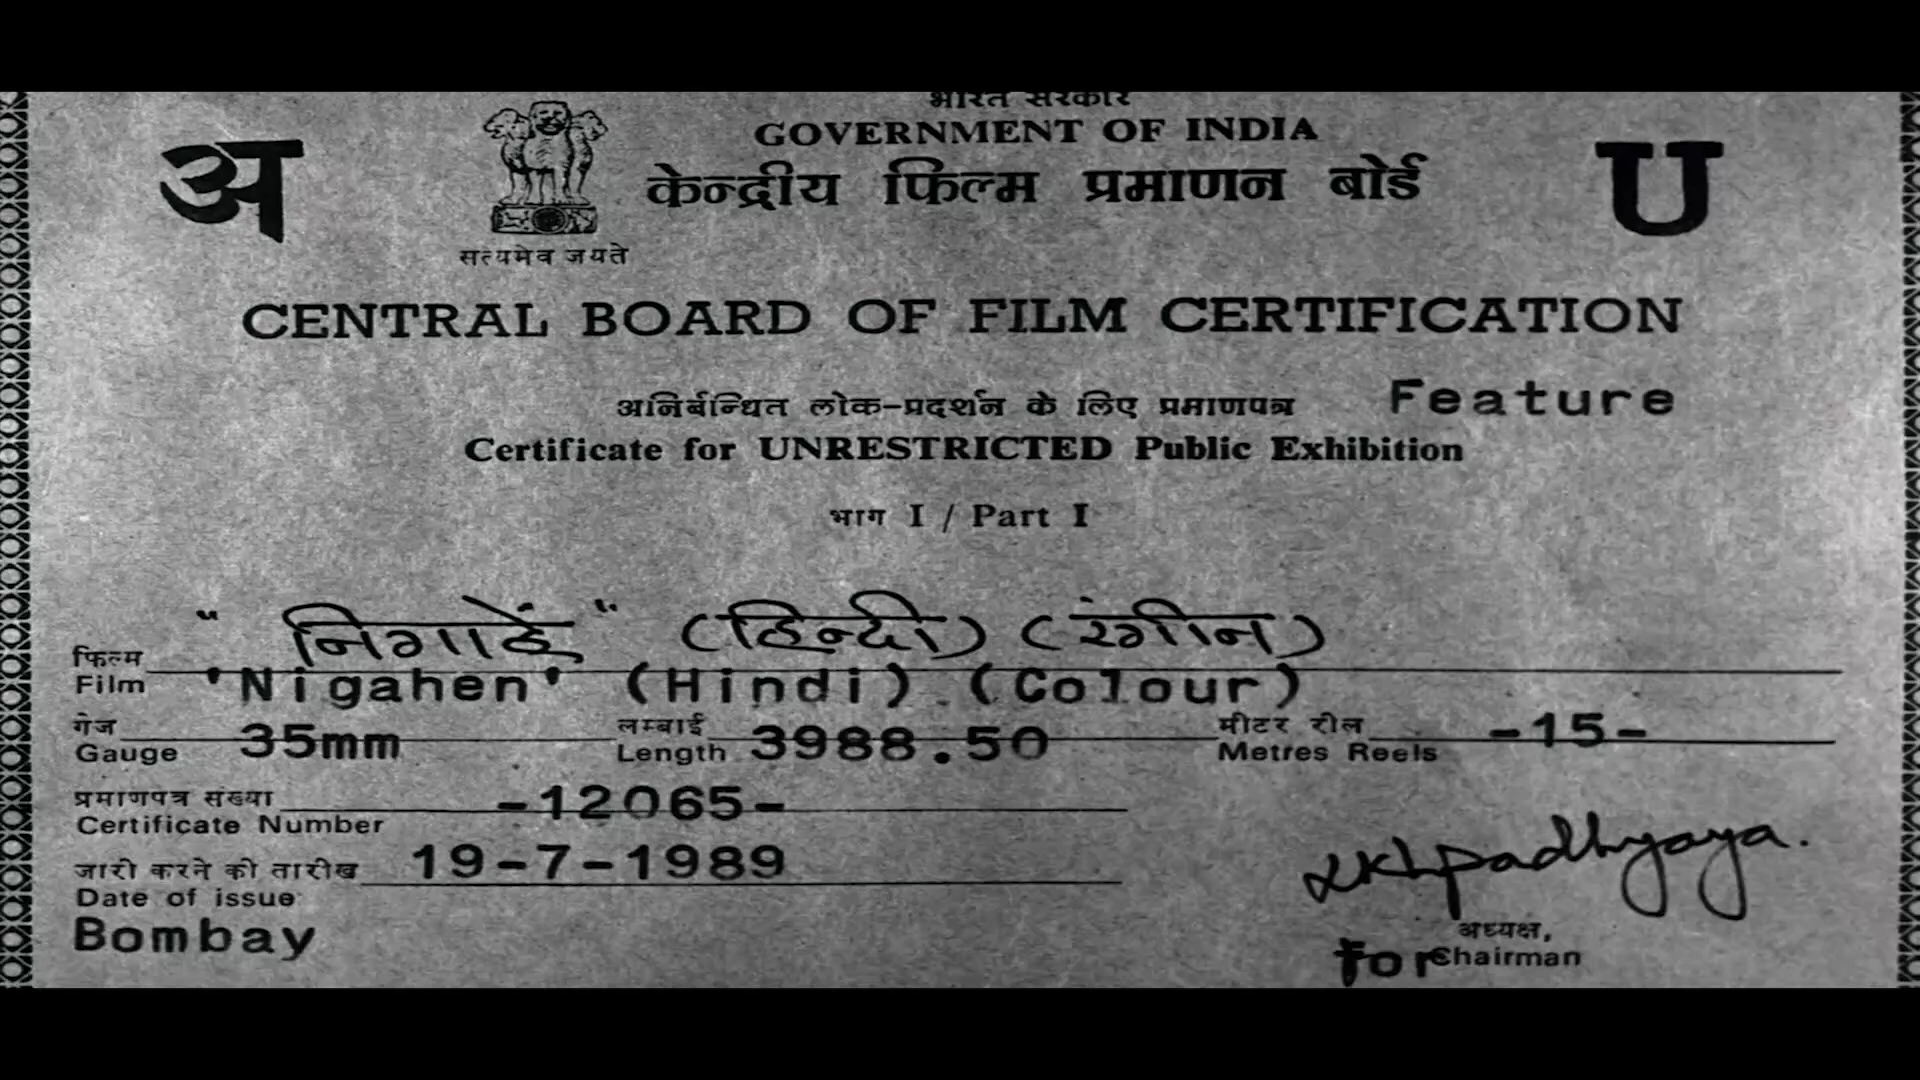 भारत सरकार
GOVERNMENT OF INDIA
अ
केन्द्रीय फिल्म प्रमाणन बोर्ड
U
सत्यमेव जयते
CENTRAL BOARD OF FILM CERTIFICATION
अनिर्बन्धित लोक-प्रदर्शन के लिए प्रमाणपत्र Feature
Certificate for UNRESTRICTED Public Exhibition
भाग I / Part I
फिल्म "निगाहें" (हिन्दी) (रंगीन)
Film 'Nigahen' (Hindi) (Colour)
गेज लम्बाई मीटर रील
Gauge 35mm Length 3988.50 Metres Reels -15-
प्रमाणपत्र संख्या
Certificate Number -12065-
जारी करने की तारीख 19-7-1989
Date of issue
Bombay
अध्यक्ष,
for Chairman